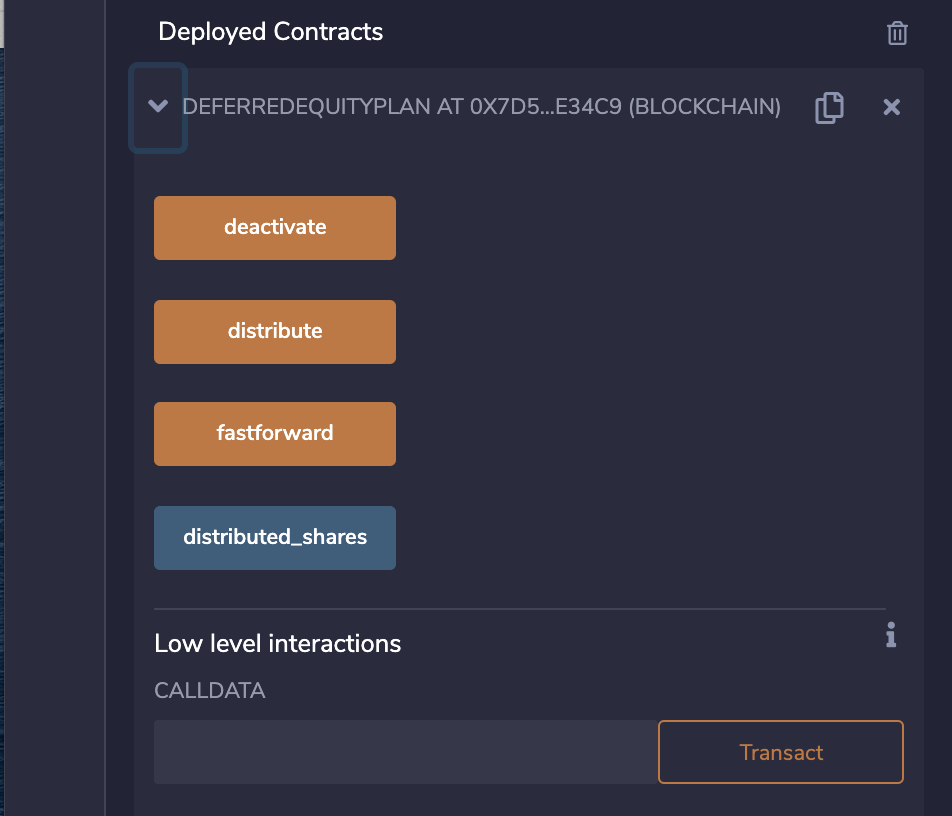 Deployed Contracts
DEFERREDEQUITYPLAN AT 0X7D5...E34C9 (BLOCKCHAIN)
deactivate
distribute
fastforward
distributed_shares
Low level interactions
CALLDATA
Transact